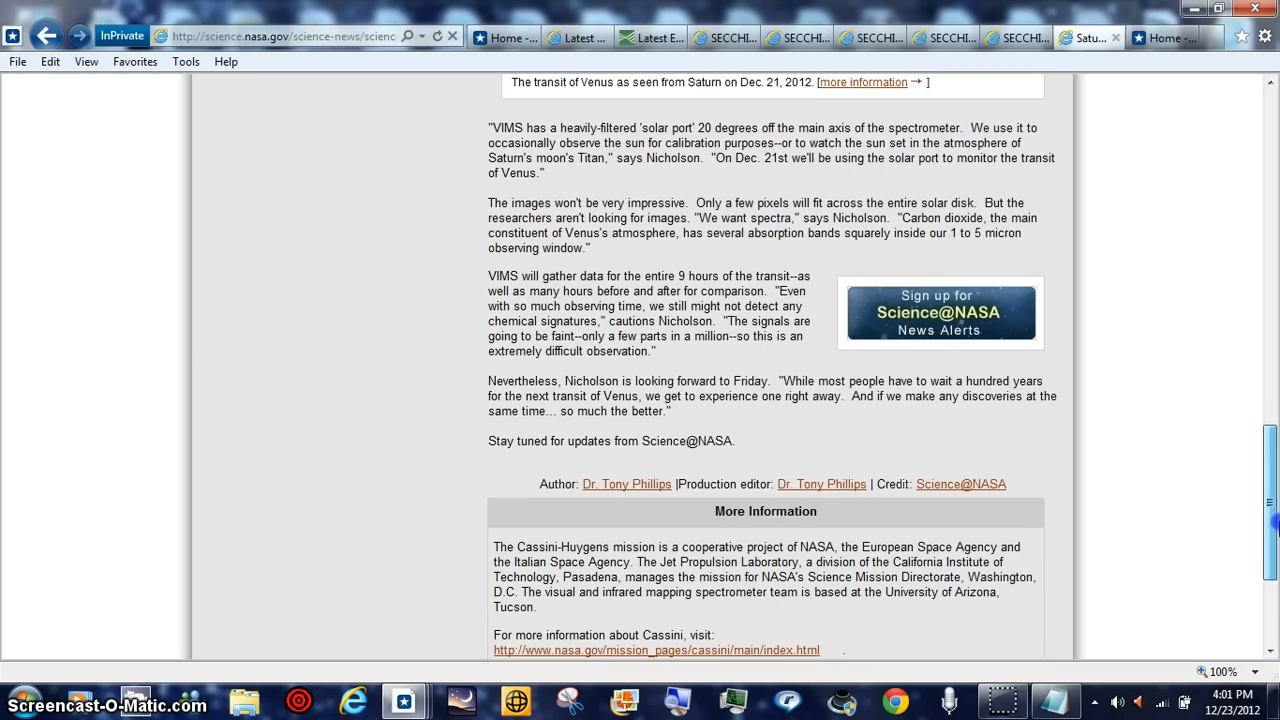 InPrivate
http://science.nasa.gov/science-news/scienc
Home -...
Latest ...
Latest E...
SECCHI...
SECCHI...
SECCHI...
SECCHI...
SECCHI...
Satu...
Home -...
File Edit View Favorites Tools Help
The transit of Venus as seen from Saturn on Dec. 21, 2012. [more information → ]
"VIMS has a heavily-filtered 'solar port' 20 degrees off the main axis of the spectrometer. We use it to
occasionally observe the sun for calibration purposes--or to watch the sun set in the atmosphere of
Saturn's moon's Titan," says Nicholson. "On Dec. 21st we'll be using the solar port to monitor the transit
of Venus."
The images won't be very impressive. Only a few pixels will fit across the entire solar disk. But the
researchers aren't looking for images. "We want spectra," says Nicholson. "Carbon dioxide, the main
constituent of Venus's atmosphere, has several absorption bands squarely inside our 1 to 5 micron
observing window."
VIMS will gather data for the entire 9 hours of the transit--as
well as many hours before and after for comparison. "Even
with so much observing time, we still might not detect any
chemical signatures," cautions Nicholson. "The signals are
going to be faint--only a few parts in a million--so this is an
extremely difficult observation."
Sign up for
Science@NASA
News Alerts
Nevertheless, Nicholson is looking forward to Friday. "While most people have to wait a hundred years
for the next transit of Venus, we get to experience one right away. And if we make any discoveries at the
same time... so much the better."
Stay tuned for updates from Science@NASA.
Author: Dr. Tony Phillips |Production editor: Dr. Tony Phillips | Credit: Science@NASA
More Information
The Cassini-Huygens mission is a cooperative project of NASA, the European Space Agency and
the Italian Space Agency. The Jet Propulsion Laboratory, a division of the California Institute of
Technology, Pasadena, manages the mission for NASA's Science Mission Directorate, Washington,
D.C. The visual and infrared mapping spectrometer team is based at the University of Arizona,
Tucson.
For more information about Cassini, visit:
http://www.nasa.gov/mission_pages/cassini/main/index.html .
100%
Screencast-O-Matic.com
4:01 PM
12/23/2012